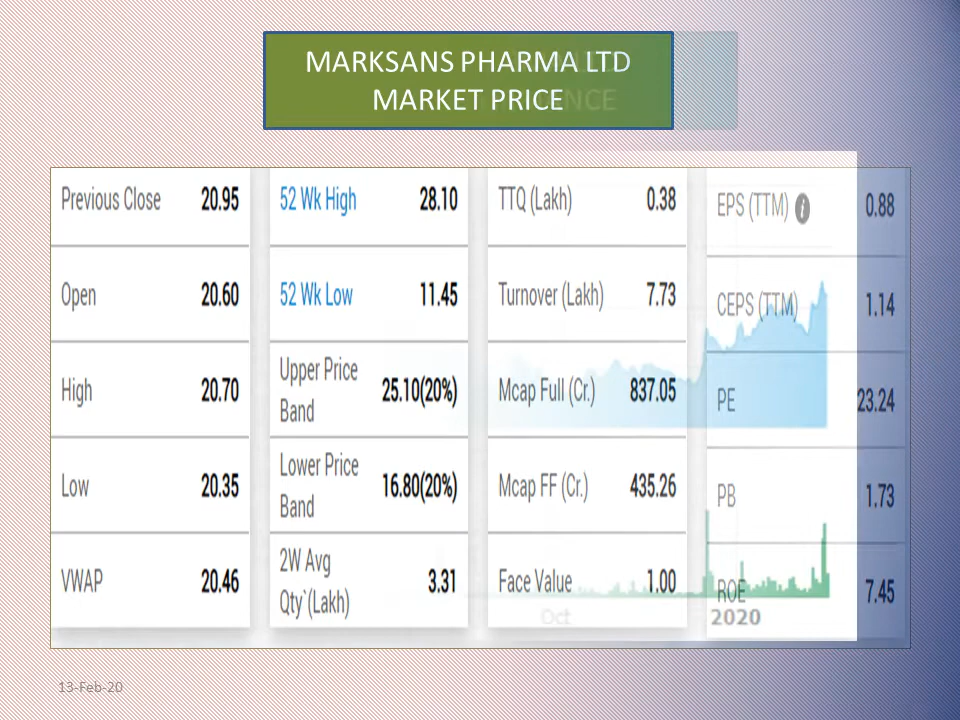 MARKSANS PHARMA LTD
MARKET PRICE
Previous Close 20.95
Open 20.60
High 20.70
Low 20.35
VWAP 20.46
52 Wk High 28.10
52 Wk Low 11.45
Upper Price
Band 25.10(20%)
Lower Price
Band 16.80(20%)
2W Avg
Qty`(Lakh) 3.31
TTQ (Lakh) 0.38
Turnover (Lakh) 7.73
Mcap Full (Cr.) 837.05
Mcap FF (Cr.) 435.26
Face Value 1.00
Oct
EPS (TTM) i 0.88
CEPS (TTM) 1.14
PE 23.24
PB 1.73
ROE 7.45
2020
13-Feb-20